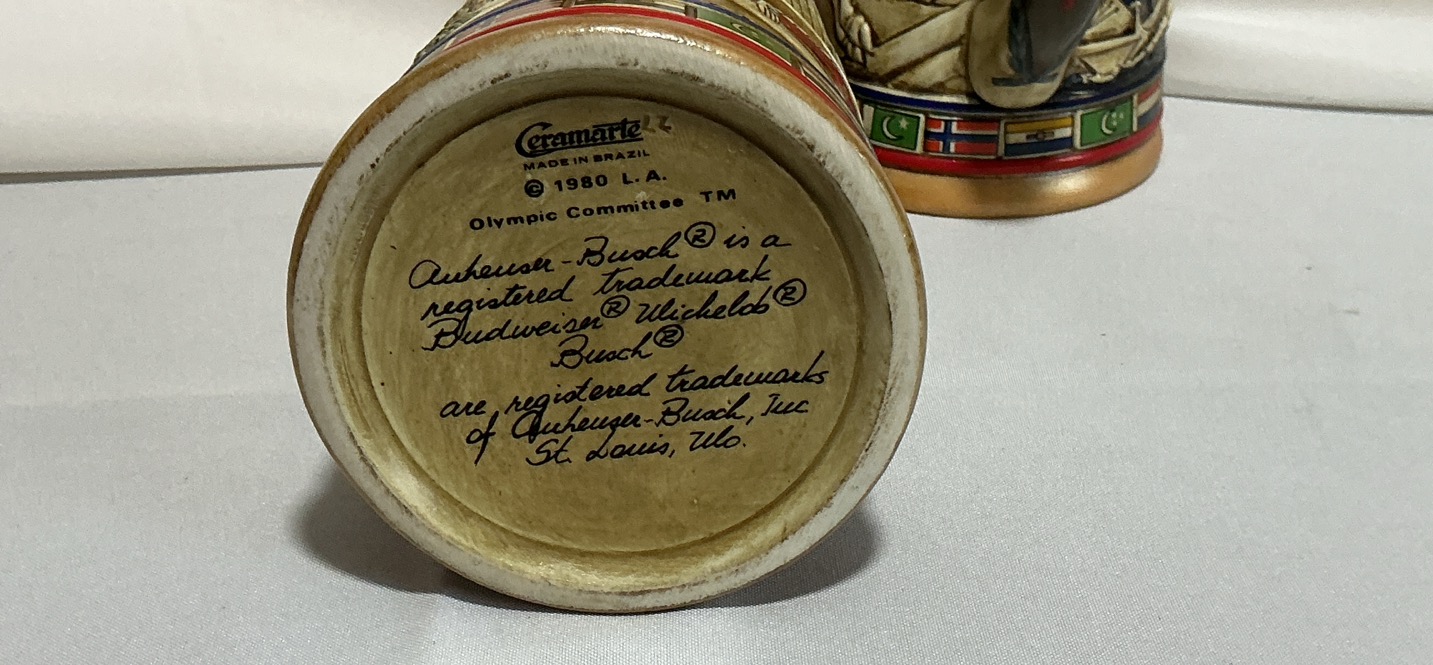 Ceramarte
MADE IN BRAZIL
© 1980 L.A.
Olympic Committee TM
Anheuser-Busch® is a
registered trademark
Budweiser® Michelob®
Busch®
are registered trademarks
of Anheuser-Busch, Inc
St. Louis, Mo.